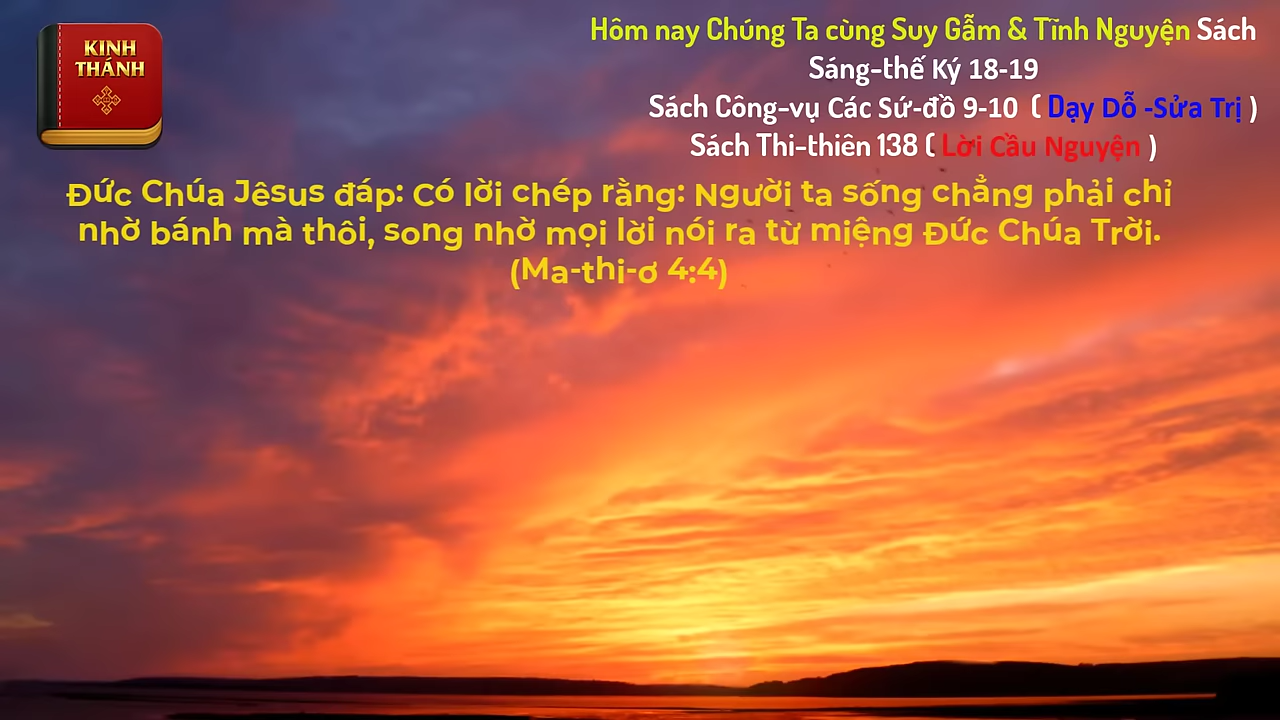 KINH
THÁNH
Hôm nay Chúng Ta cùng Suy Gẫm & Tĩnh Nguyện Sách
Sáng-thế Ký 18-19
Sách Công-vụ Các Sứ-đồ 9-10 ( Dạy Dỗ -Sửa Trị )
Sách Thi-thiên 138 ( Lời Cầu Nguyện )
Đức Chúa Jêsus đáp: Có lời chép rằng: Người ta sống chẳng phải chỉ
nhờ bánh mà thôi, song nhờ mọi lời nói ra từ miệng Đức Chúa Trời.
(Ma-thi-ơ 4:4)